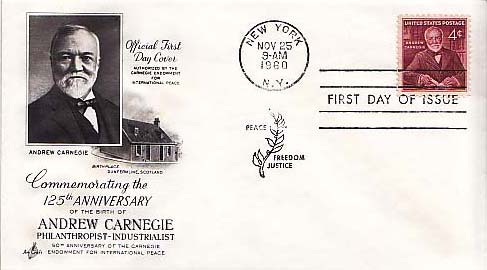 Official First
Day Cover
AUTHORIZED BY THE
CARNEGIE ENDOWMENT
FOR
INTERNATIONAL PEACE
ANDREW CARNEGIE
BIRTHPLACE
DUNFERMLINE, SCOTLAND
Commemorating the
125th ANNIVERSARY
OF THE BIRTH OF
ANDREW CARNEGIE
PHILANTHROPIST-INDUSTRIALIST
50TH ANNIVERSARY OF THE CARNEGIE
ENDOWMENT FOR INTERNATIONAL PEACE
Art Craft
NEW YORK
NOV 25
9-AM
1960
N.Y.
PEACE
FREEDOM
JUSTICE
UNITED STATES POSTAGE
ANDREW
CARNEGIE
4¢
FIRST DAY OF ISSUE